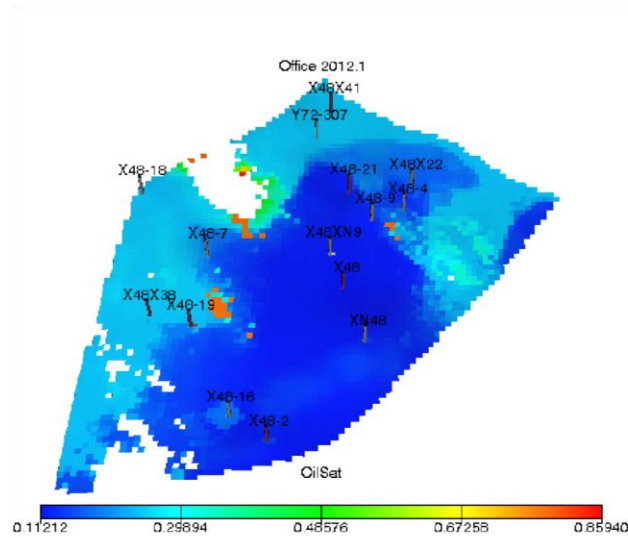 Office 2012.1
X48X41
Y72-307
X48-18
X48-21
X48X22
X48-4
X48-9
X48-7
X48XN9
X48
X48X38
X48-19
XN48
X48-16
X48-2
OilSat
0.11212 0.29894 0.48576 0.67258 0.85940